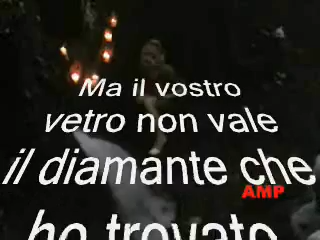 Ma il vostro
vetro non vale
il diamante che
AMP
ho trovato